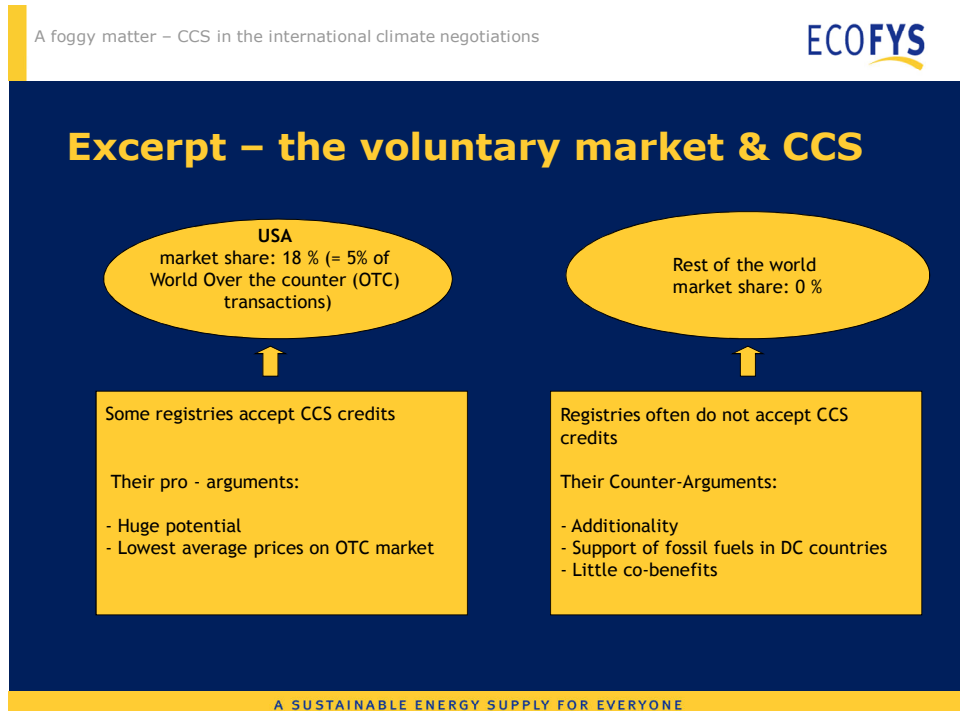 A foggy matter – CCS in the international climate negotiations
ECOFYS
Excerpt – the voluntary market & CCS
USA
market share: 18 % (= 5% of
World Over the counter (OTC)
transactions)
Rest of the world
market share: 0 %
Some registries accept CCS credits
Their pro - arguments:
- Huge potential
- Lowest average prices on OTC market
Registries often do not accept CCS
credits
Their Counter-Arguments:
- Additionality
- Support of fossil fuels in DC countries
- Little co-benefits
A SUSTAINABLE ENERGY SUPPLY FOR EVERYONE